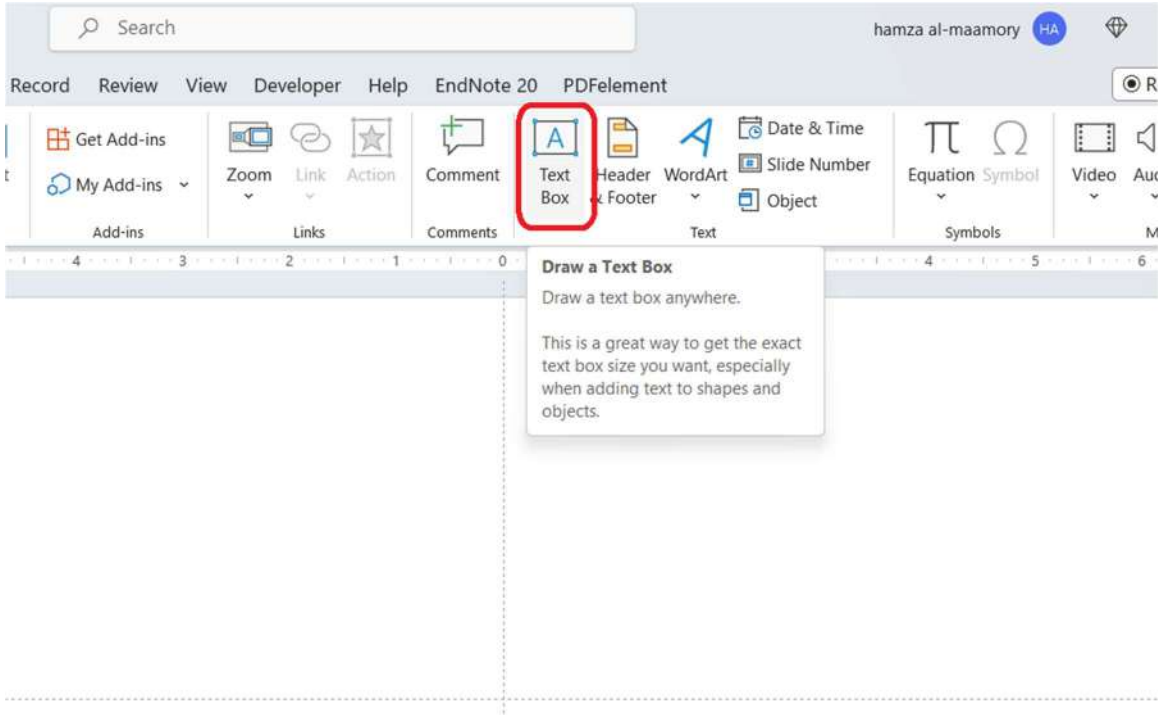 Search
hamza al-maamory HA
Record Review View Developer Help EndNote 20 PDFelement
Get Add-ins
My Add-ins
Add-ins
Zoom Link Action
Links
Comment
Comments
A
Text
Box
Header
& Footer
WordArt
Date & Time
Slide Number
Object
Text
Equation Symbol
Symbols
Video
4 3 2 1 0 4 5 6
Draw a Text Box
Draw a text box anywhere.
This is a great way to get the exact
text box size you want, especially
when adding text to shapes and
objects.